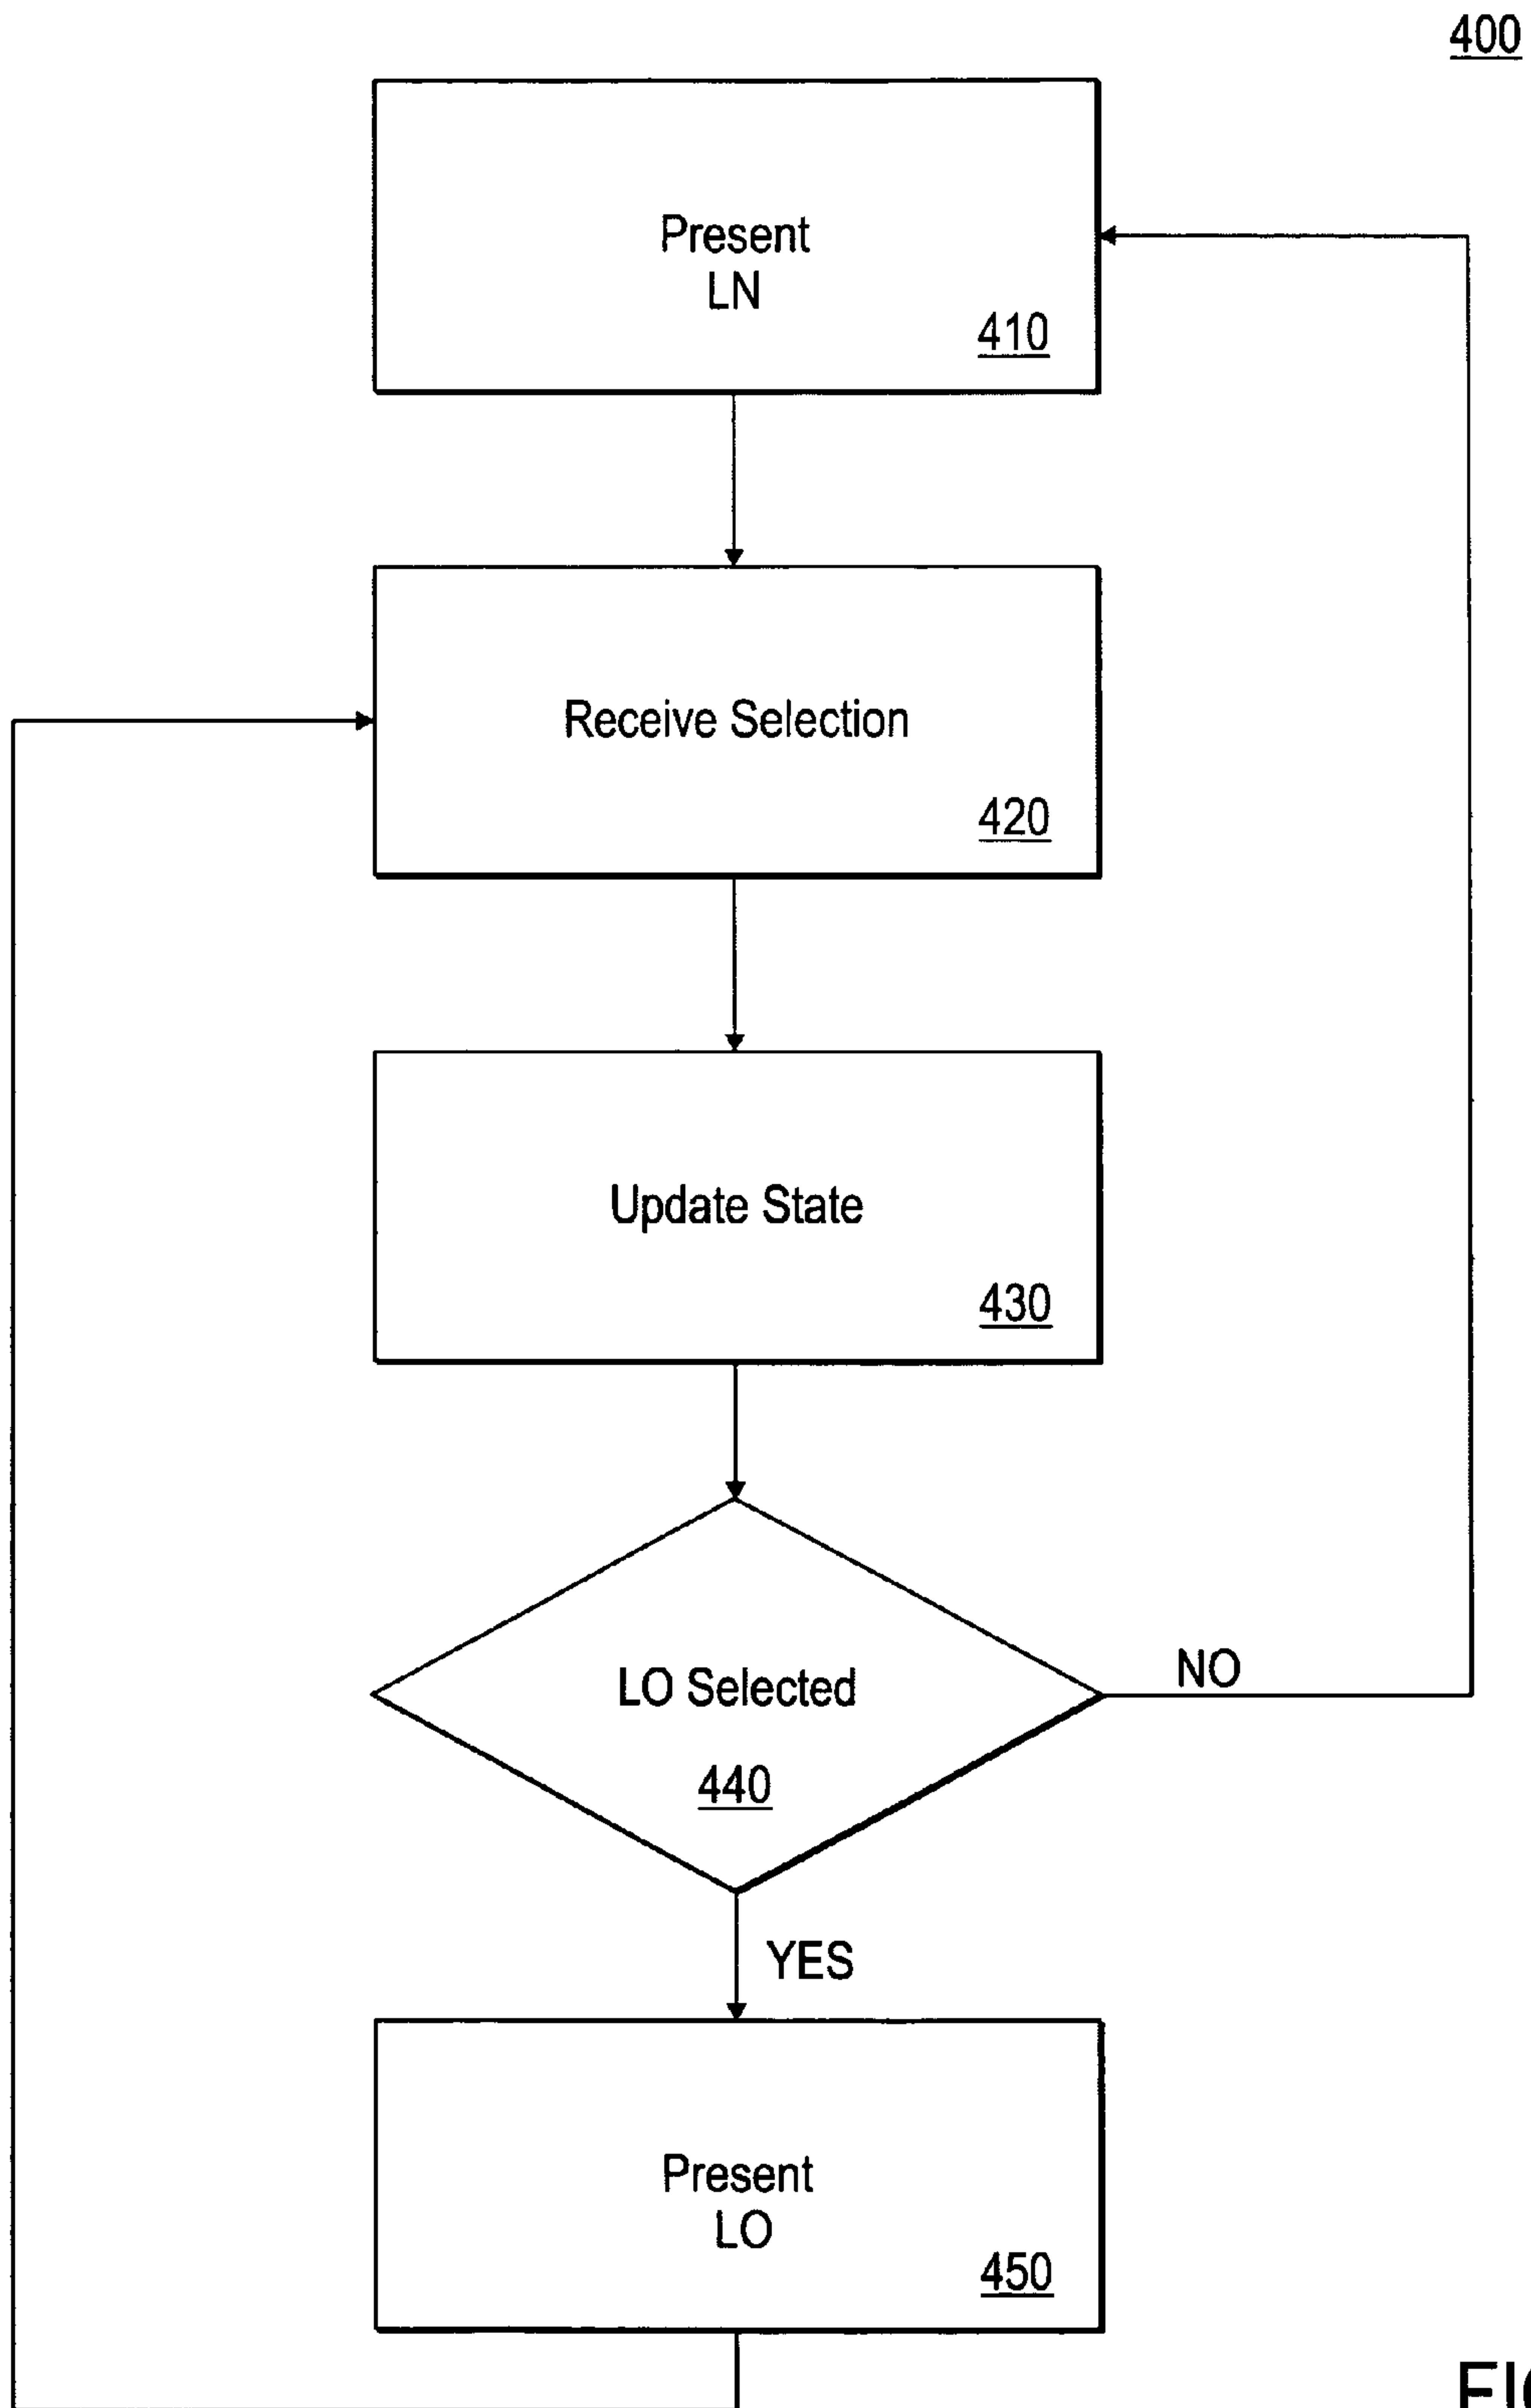 400
Present
LN
410
Receive Selection
420
Update State
430
LO Selected
440
NO
YES
Present
LO
450